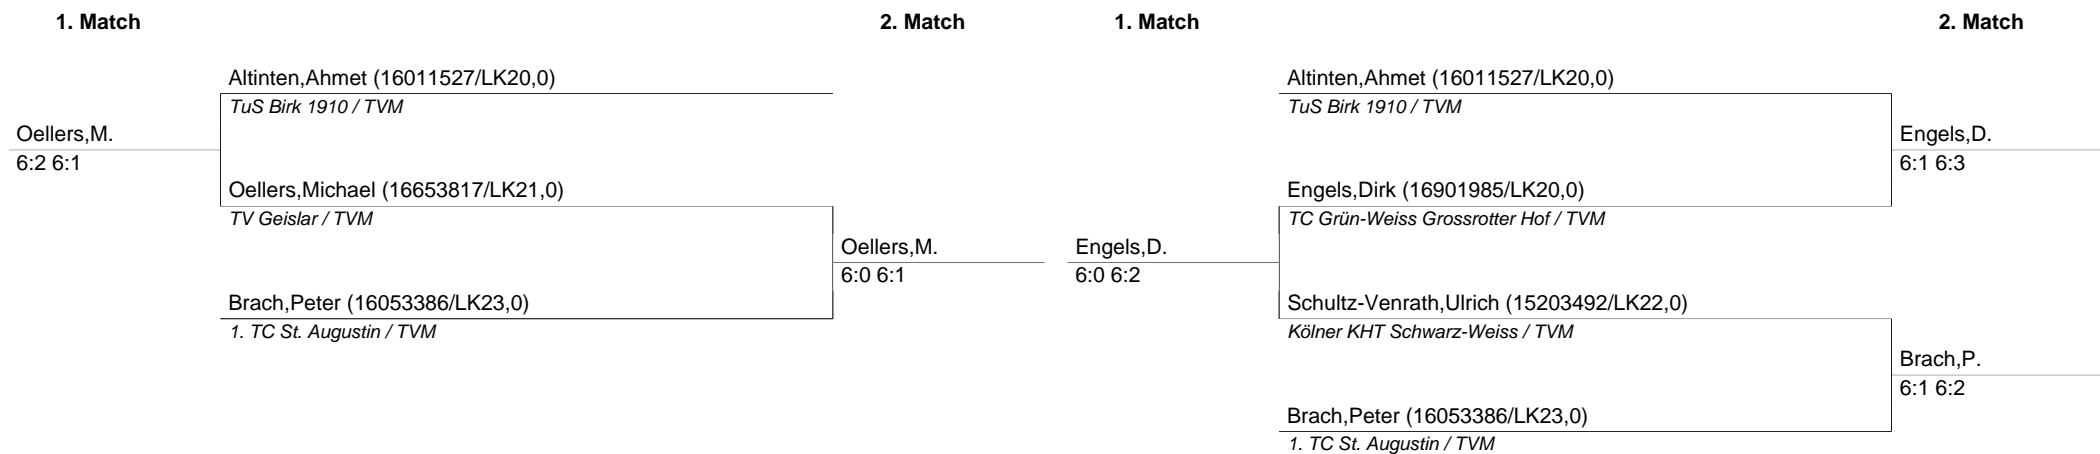 1. Match
2. Match
1. Match
2. Match
Altinten,Ahmet (16011527/LK20,0)
TuS Birk 1910 / TVM
Oellers,M.
6:2 6:1
Oellers,Michael (16653817/LK21,0)
TV Geislar / TVM
Oellers,M.
6:0 6:1
Brach,Peter (16053386/LK23,0)
1. TC St. Augustin / TVM
Altinten,Ahmet (16011527/LK20,0)
TuS Birk 1910 / TVM
Engels,D.
6:1 6:3
Engels,Dirk (16901985/LK20,0)
TC Grün-Weiss Grossrotter Hof / TVM
Engels,D.
6:0 6:2
Schultz-Venrath,Ulrich (15203492/LK22,0)
Kölner KHT Schwarz-Weiss / TVM
Brach,P.
6:1 6:2
Brach,Peter (16053386/LK23,0)
1. TC St. Augustin / TVM